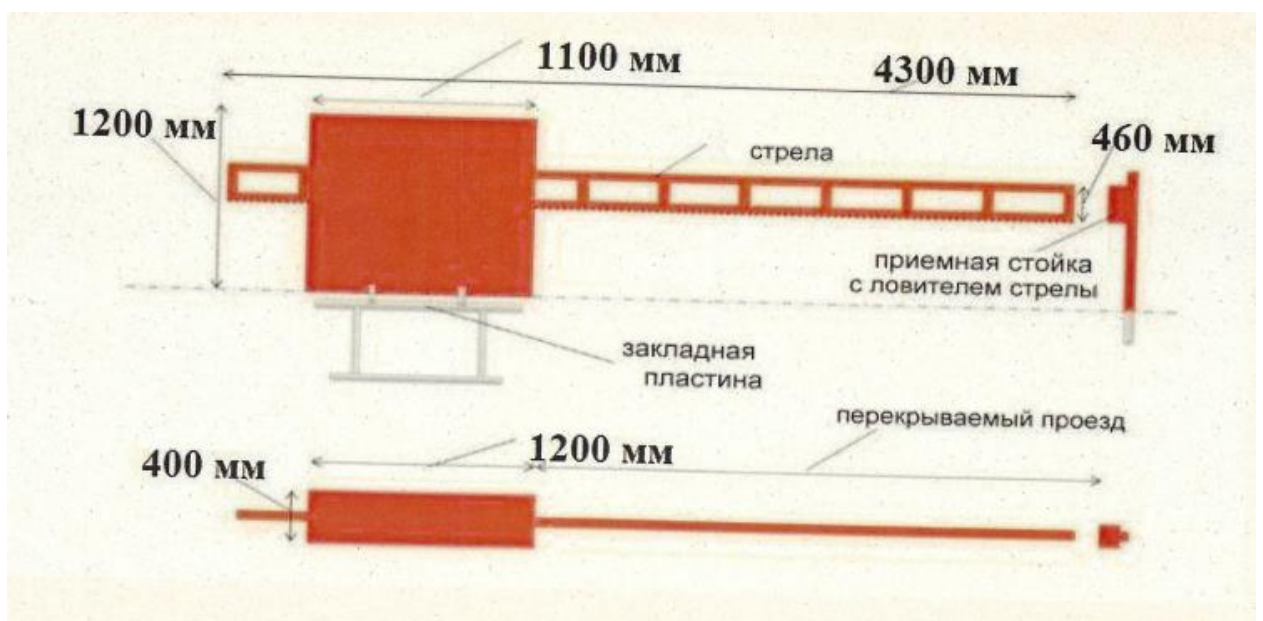 1100 мм
4300 мм
1200 мм
460 мм
стрела
приемная стойка
с ловителем стрелы
закладная
пластина
перекрываемый проезд
1200 мм
400 мм